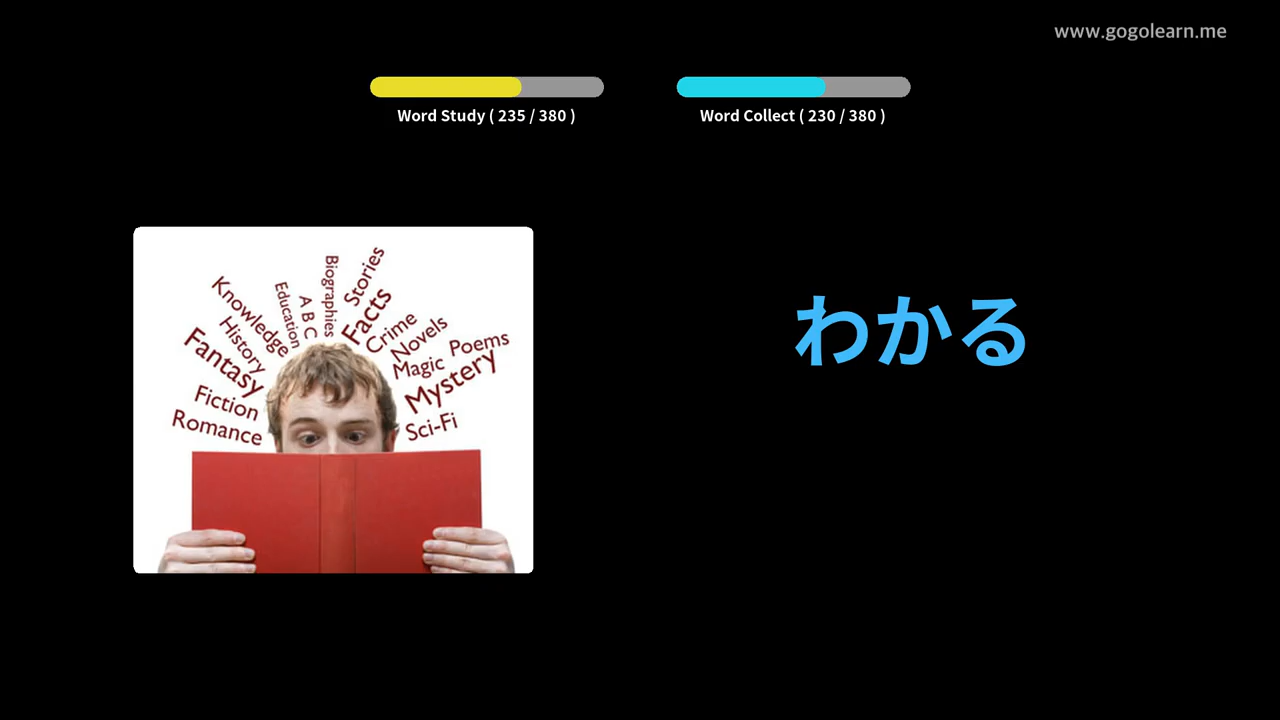 www.gogolearn.me
Word Study ( 235 / 380 )
Word Collect ( 230 / 380 )
わかる
Biographies
Stories
Education
A B C
Facts
Knowledge
Crime
History
Novels
Fantasy
Magic
Poems
Mystery
Fiction
Romance
Sci-Fi